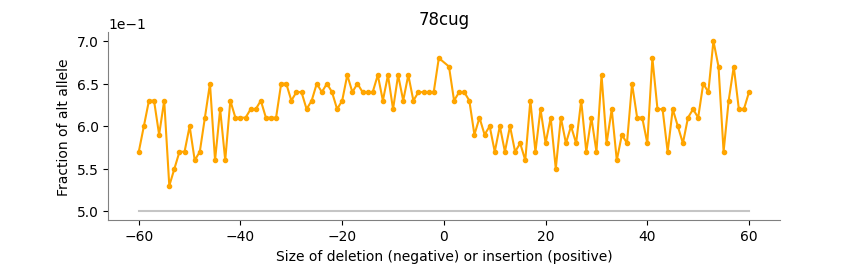 78cug
1e−1
7.0
6.5
6.0
5.5
5.0
Fraction of alt allele
−60 −40 −20 0 20 40 60
Size of deletion (negative) or insertion (positive)